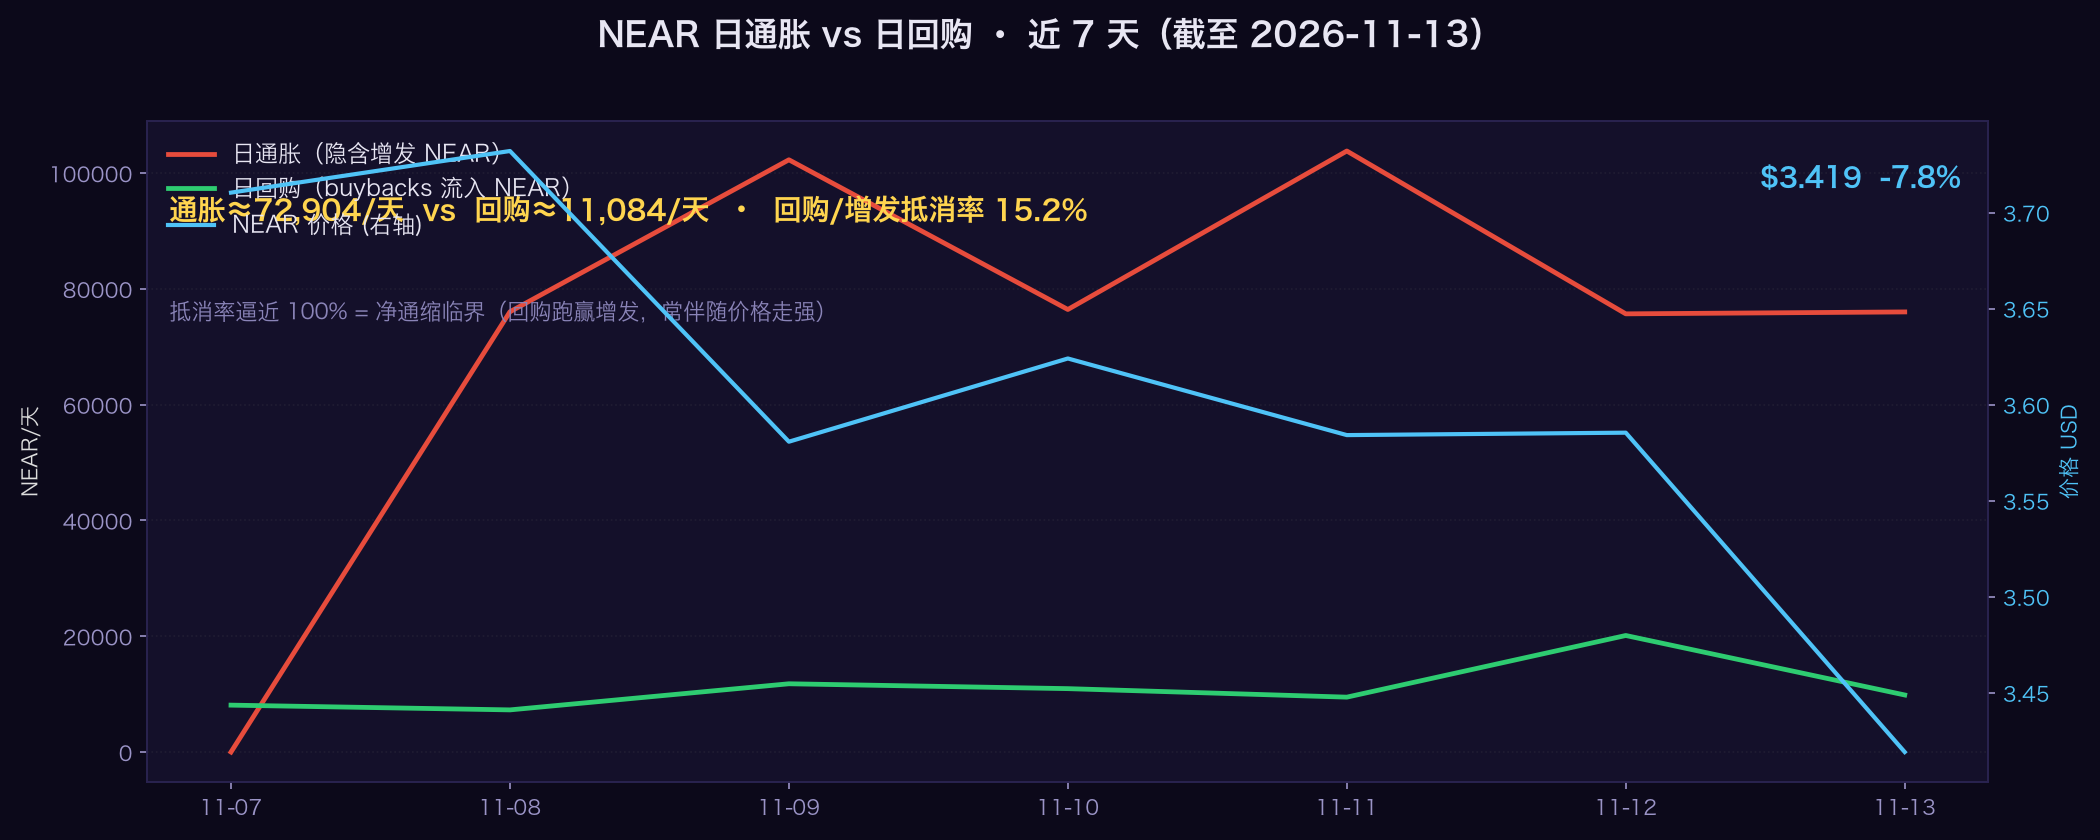 NEAR 日通胀 vs 日回购 · 近 7 天（截至 2026-11-13）
日通胀（隐含增发 NEAR）
日回购（buybacks 流入 NEAR）
NEAR 价格 (右轴)
通胀≈72,904/天 vs 回购≈11,084/天 · 回购/增发抵消率 15.2%
抵消率逼近 100% = 净通缩临界（回购跑赢增发，常伴随价格走强）
$3.419 -7.8%
NEAR/天
100000
80000
60000
40000
20000
0
价格 USD
3.70
3.65
3.60
3.55
3.50
3.45
11-07
11-08
11-09
11-10
11-11
11-12
11-13